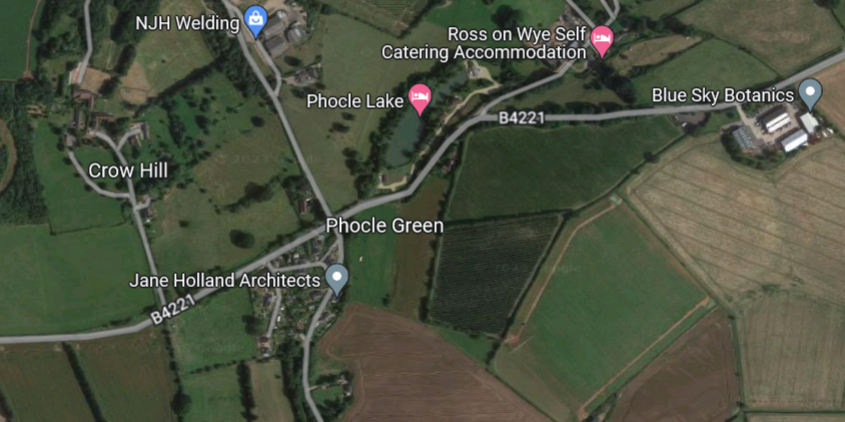 NJH Welding
Ross on Wye Self
Catering Accommodation
Phocle Lake
Blue Sky Botanics
B4221
Crow Hill
Phocle Green
Jane Holland Architects
B4221